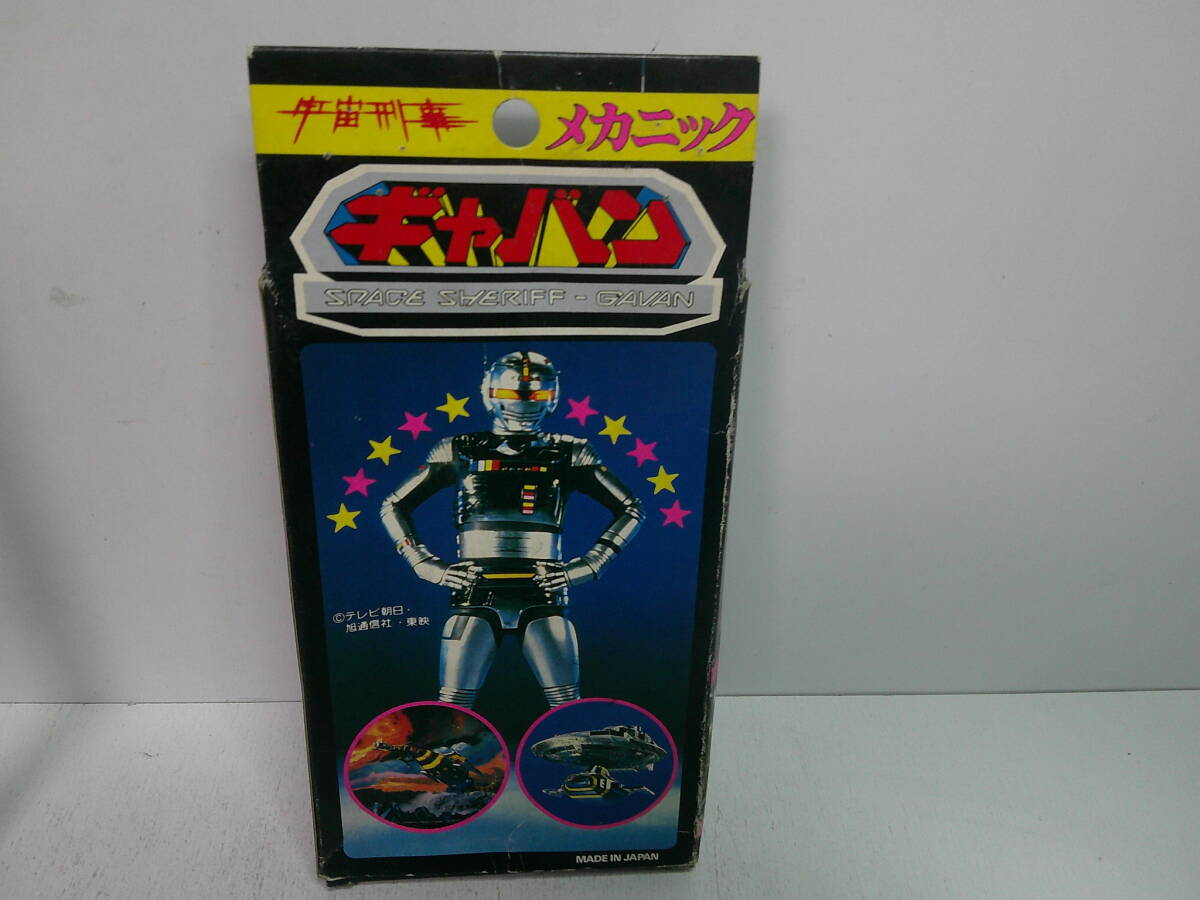 宇宙刑事
メカニック
ギャバン
SPACE SHERIFF - GAVAN
©テレビ朝日・
旭通信社・東映
MADE IN JAPAN